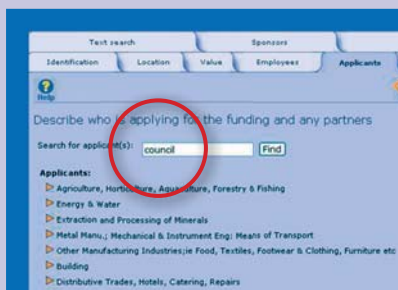 Text search Sponsors
Identification Location Value Employees Applicants
Help
Describe who is applying for the funding and any partners
Search for applicant(s): council Find
Applicants:
Agriculture, Horticulture, Aquaculture, Forestry & Fishing
Energy & Water
Extraction and Processing of Minerals
Metal Manu.; Mechanical & Instrument Eng; Means of Transport
Other Manufacturing Industries;ie Food, Textiles, Footwear & Clothing, Furniture etc
Building
Distributive Trades, Hotels, Catering, Repairs